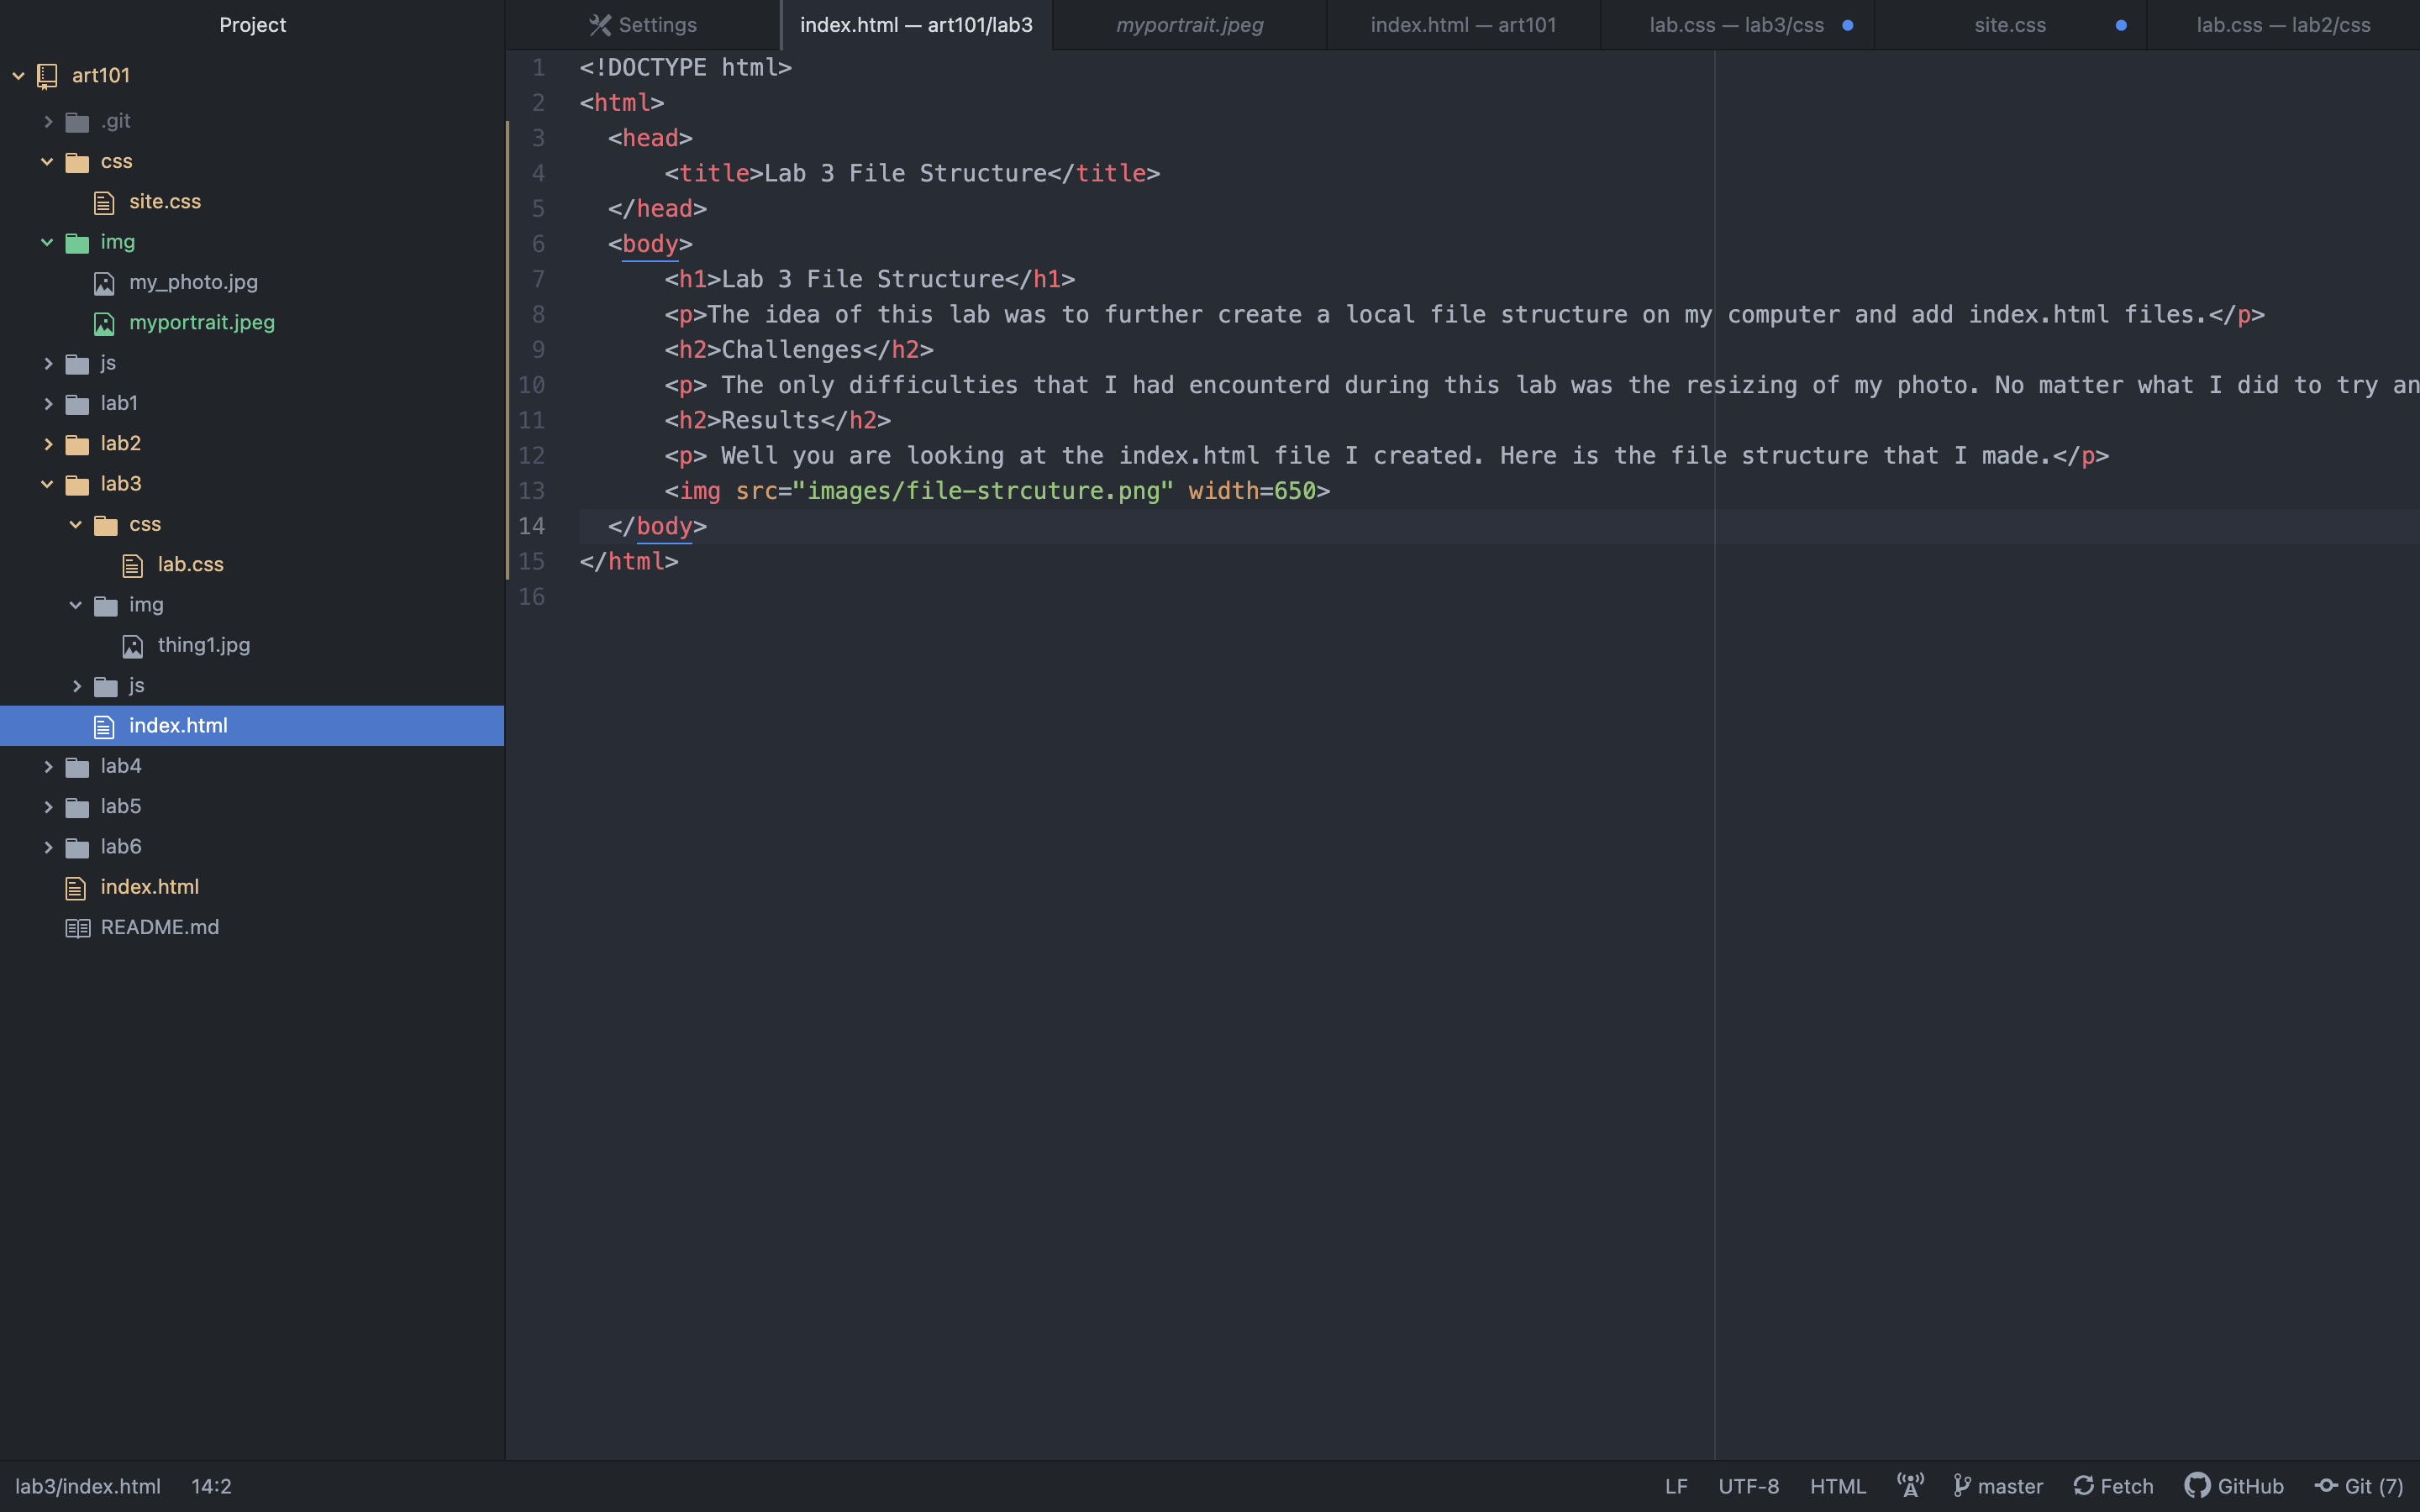 Project
art101
.git
css
site.css
img
my_photo.jpg
myportrait.jpeg
js
lab1
lab2
lab3
css
lab.css
img
thing1.jpg
js
index.html
lab4
lab5
lab6
index.html
README.md
Settings
index.html — art101/lab3
myportrait.jpeg
index.html — art101
lab.css — lab3/css
site.css
lab.css — lab2/css
1 <!DOCTYPE html>
2 <html>
3 <head>
4 <title>Lab 3 File Structure</title>
5 </head>
6 <body>
7 <h1>Lab 3 File Structure</h1>
8 <p>The idea of this lab was to further create a local file structure on my computer and add index.html files.</p>
9 <h2>Challenges</h2>
10 <p> The only difficulties that I had encounterd during this lab was the resizing of my photo. No matter what I did to try an
11 <h2>Results</h2>
12 <p> Well you are looking at the index.html file I created. Here is the file structure that I made.</p>
13 <img src="images/file-strcuture.png" width=650>
14 </body>
15 </html>
16
lab3/index.html 14:2 LF UTF-8 HTML master Fetch GitHub Git (7)